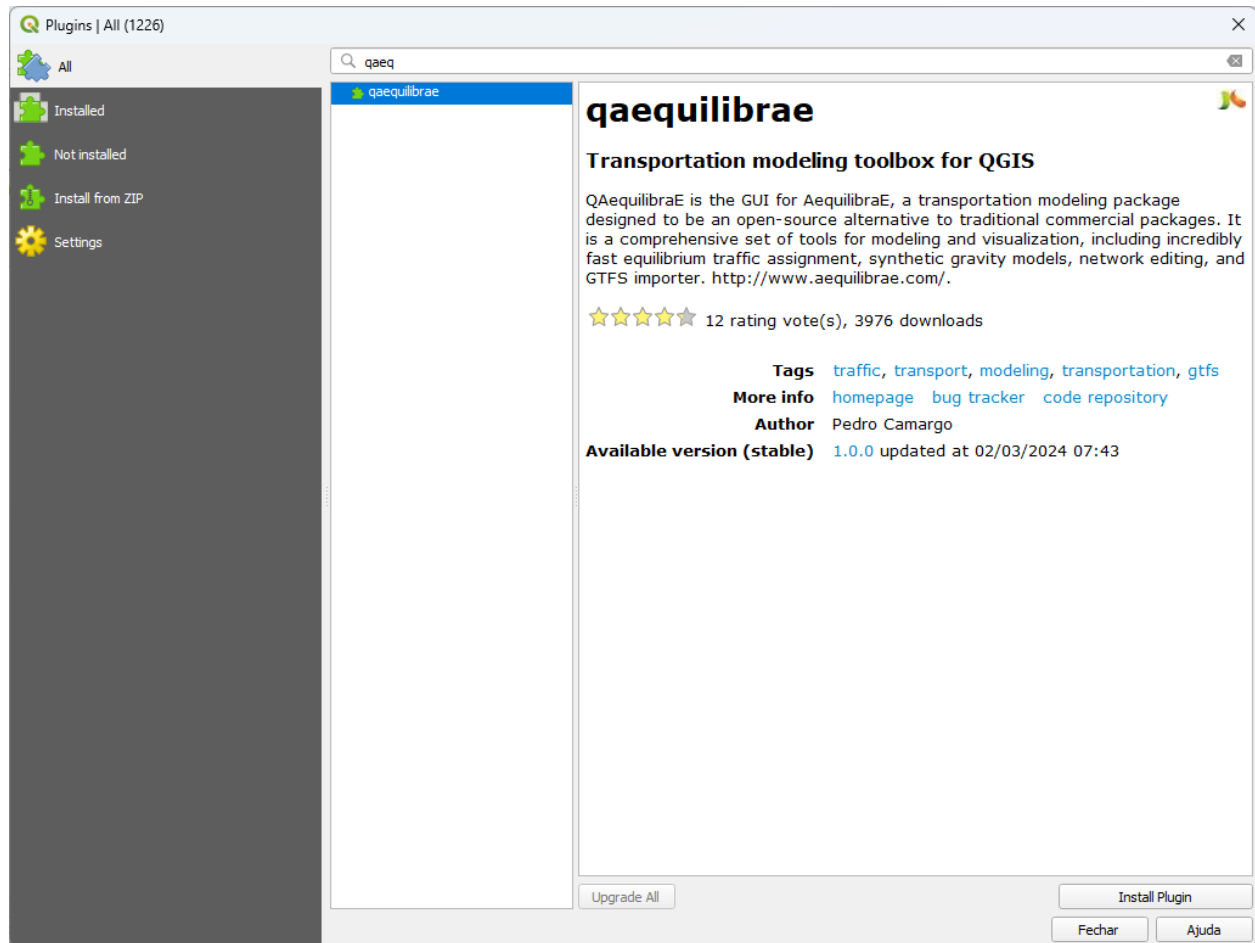 Plugins | All (1226)
All
Installed
Not installed
Install from ZIP
Settings
qaeq
qaequilibrae
qaequilibrae
Transportation modeling toolbox for QGIS
QAequilibraE is the GUI for AequilibraE, a transportation modeling package
designed to be an open-source alternative to traditional commercial packages. It
is a comprehensive set of tools for modeling and visualization, including incredibly
fast equilibrium traffic assignment, synthetic gravity models, network editing, and
GTFS importer. http://www.aequilibrae.com/.
12 rating vote(s), 3976 downloads
Tags traffic, transport, modeling, transportation, gtfs
More info homepage bug tracker code repository
Author Pedro Camargo
Available version (stable) 1.0.0 updated at 02/03/2024 07:43
Upgrade All
Install Plugin
Fechar
Ajuda